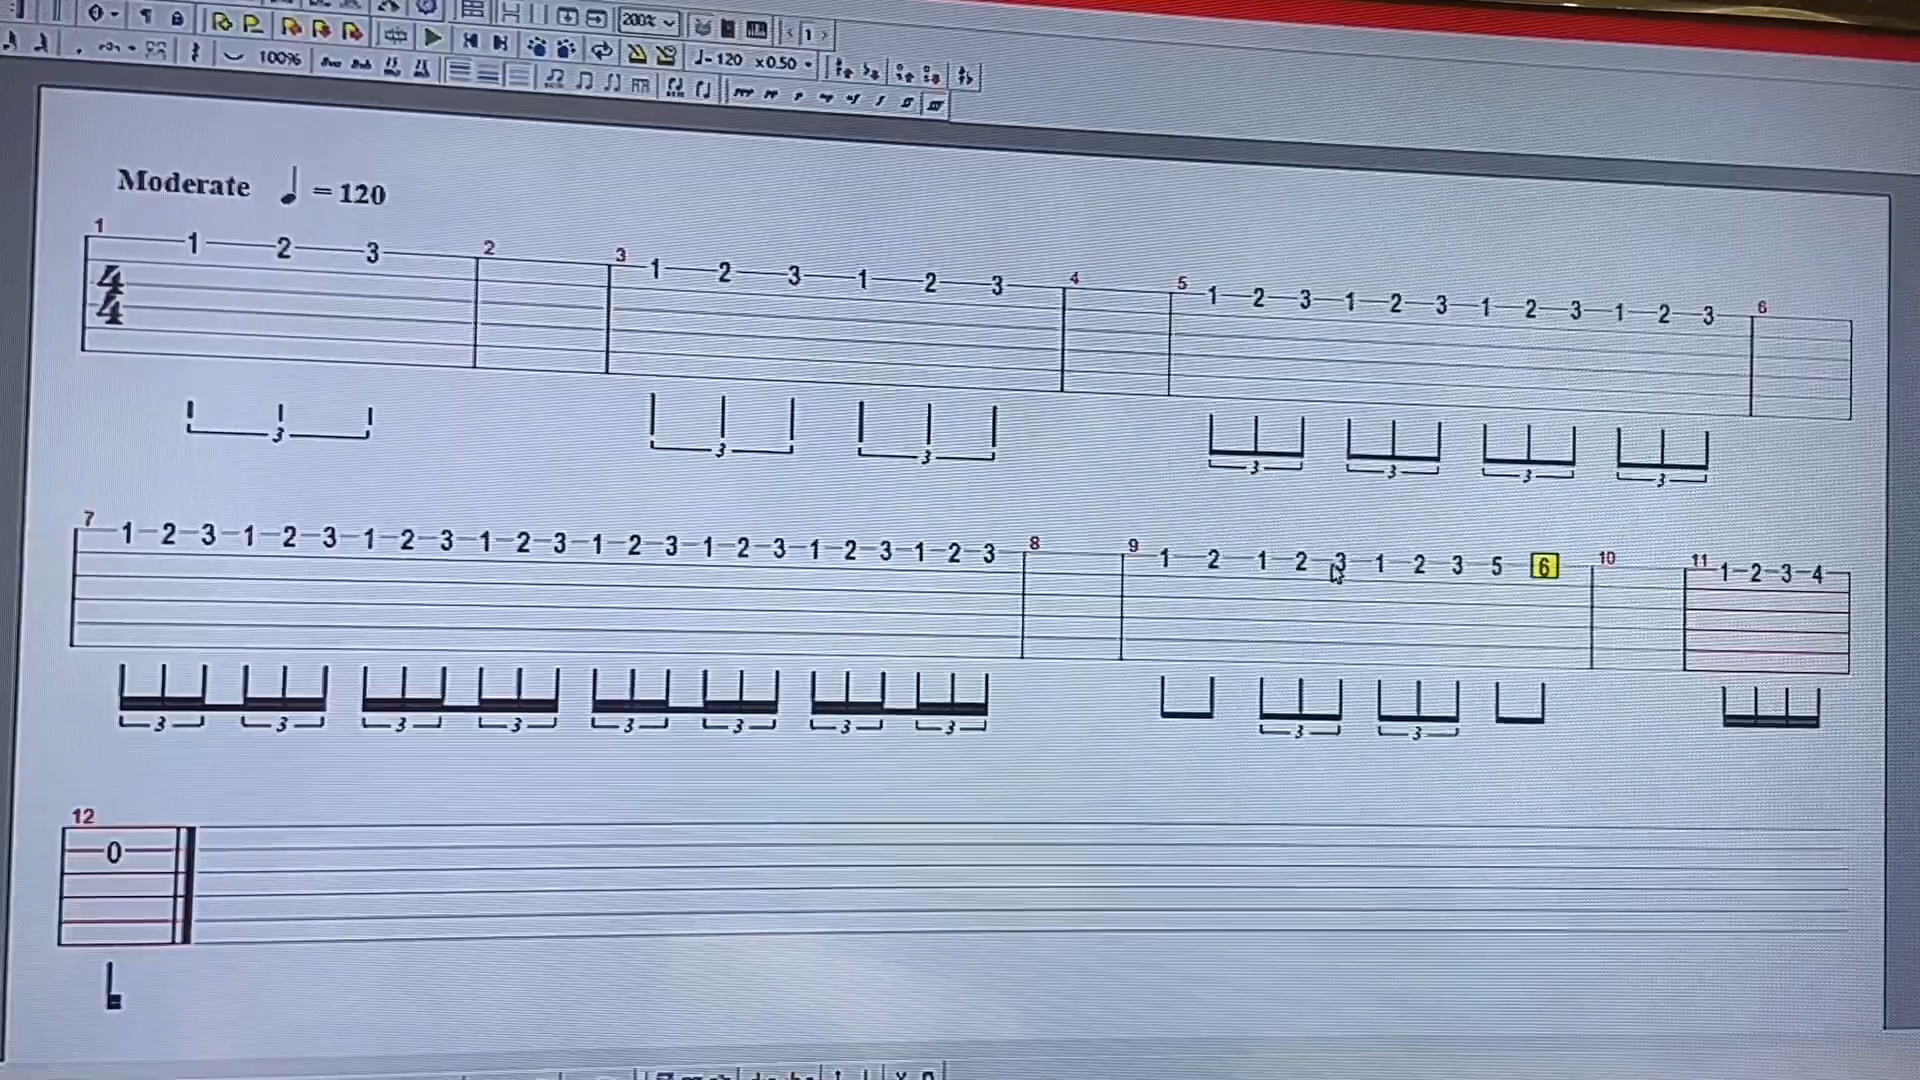 200% 1
100% ♩=120 x0.50
Moderate ♩ = 120
1 2 3 4 5 6
4 1 2 3 1 2 3 1 2 3 1 2 3 1 2 3 1 2 3 1 2 3
4
3 3 3 3 3 3 3
7 8 9 10 11
1 2 3 1 2 3 1 2 3 1 2 3 1 2 3 1 2 3 1 2 3 1 2 3 1 2 1 2 3 1 2 3 5 6 1 2 3 4
3 3 3 3 3 3 3 3 3 3
12
0